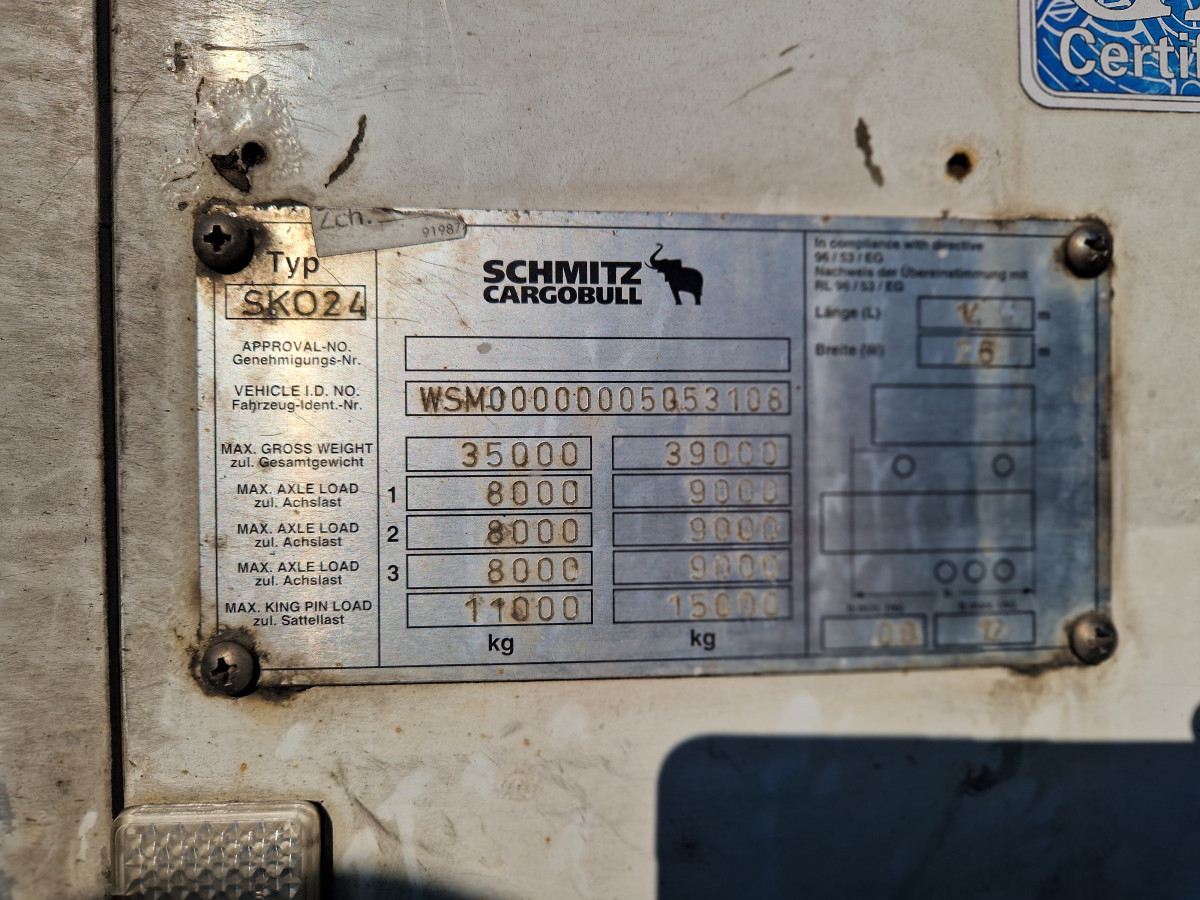 Certif
Zch.
91987
Typ
SKO24
SCHMITZ
CARGOBULL
In compliance with directive
96 / 53 / EG
Nachweis der Übereinstimmung mit
RL 96 / 53 / EG
Länge (L)
m
Breite (W)
m
APPROVAL-NO.
Genehmigungs-Nr.
VEHICLE I.D. NO.
Fahrzeug-Ident.-Nr.
WSM00000005053108
MAX. GROSS WEIGHT
zul. Gesamtgewicht
35000
39000
MAX. AXLE LOAD
zul. Achslast
1
8000
9000
MAX. AXLE LOAD
zul. Achslast
2
8000
9000
MAX. AXLE LOAD
zul. Achslast
3
8000
9000
MAX. KING PIN LOAD
zul. Sattellast
11000
15000
kg
kg